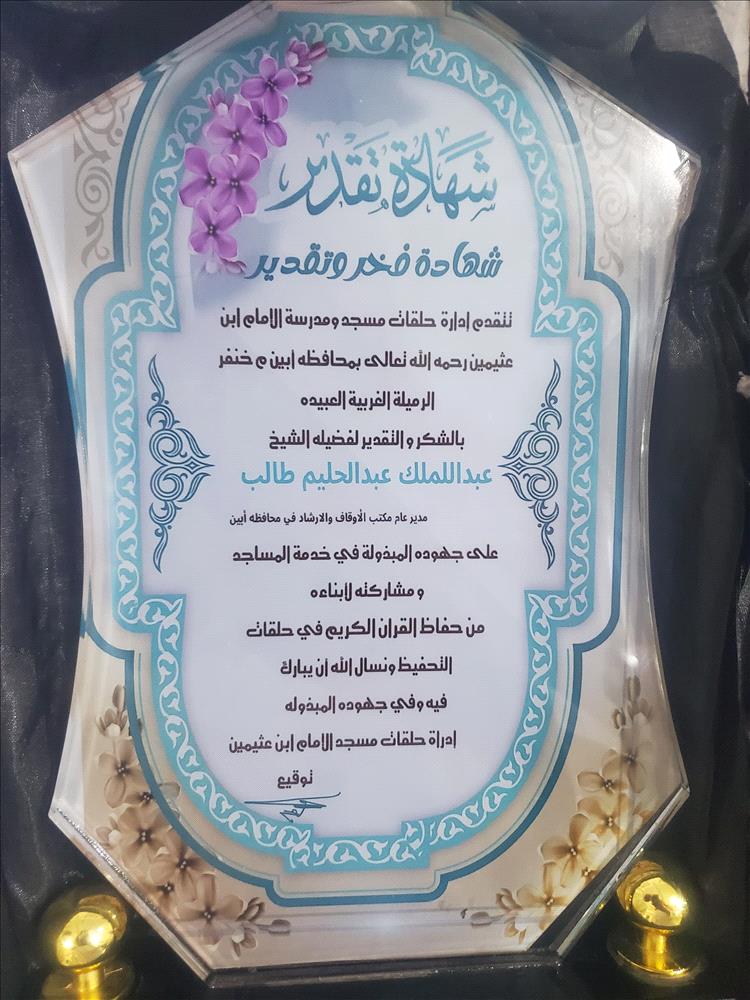 شهادة تقدير
شهادة فخر وتقدير
تتقدم إدارة حلقات مسجد ومدرسة الامام ابن
عثيمين رحمه الله تعالى بمحافظه ابين م خنفر
الرميلة الغربية العبيده
بالشكر و التقدير لفضيله الشيخ
عبداللملك عبدالحليم طالب
مدير عام مكتب الأوقاف والارشاد في محافظه أبين
على جهوده المبذولة في خدمة المساجد
و مشاركته لابناءه
من حفاظ القران الكريم في حلقات
التحفيظ ونسال الله ان يبارك
فيه وفي جهوده المبذوله
ادراة حلقات مسجد الامام ابن عثيمين
توقيع